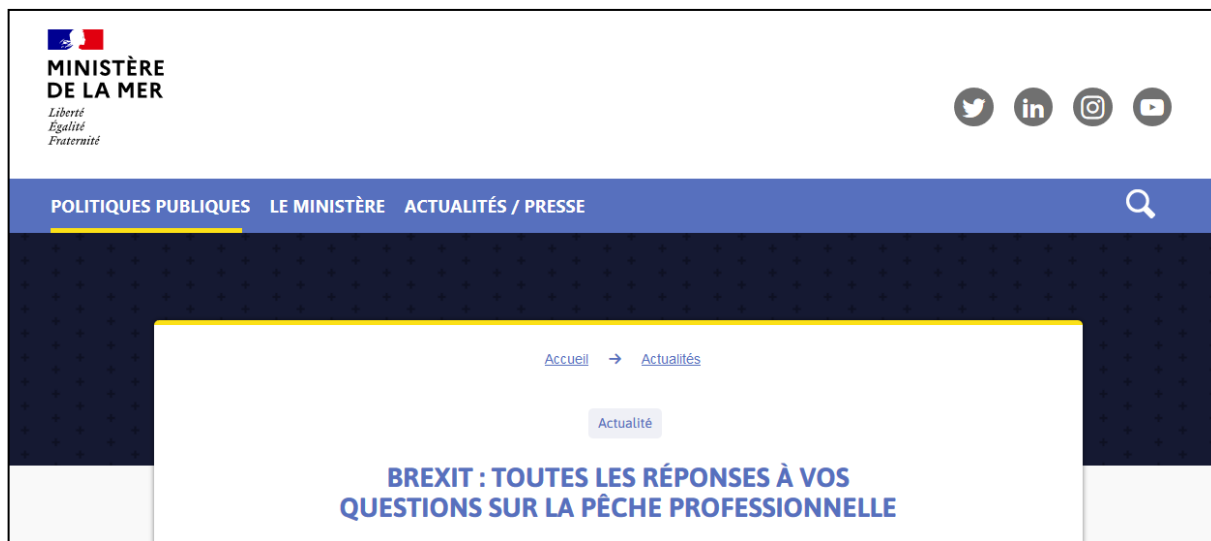 MINISTÈRE
DE LA MER
Liberté
Égalité
Fraternité
POLITIQUES PUBLIQUES LE MINISTÈRE ACTUALITÉS / PRESSE
Accueil → Actualités
Actualité
BREXIT : TOUTES LES RÉPONSES À VOS
QUESTIONS SUR LA PÊCHE PROFESSIONNELLE